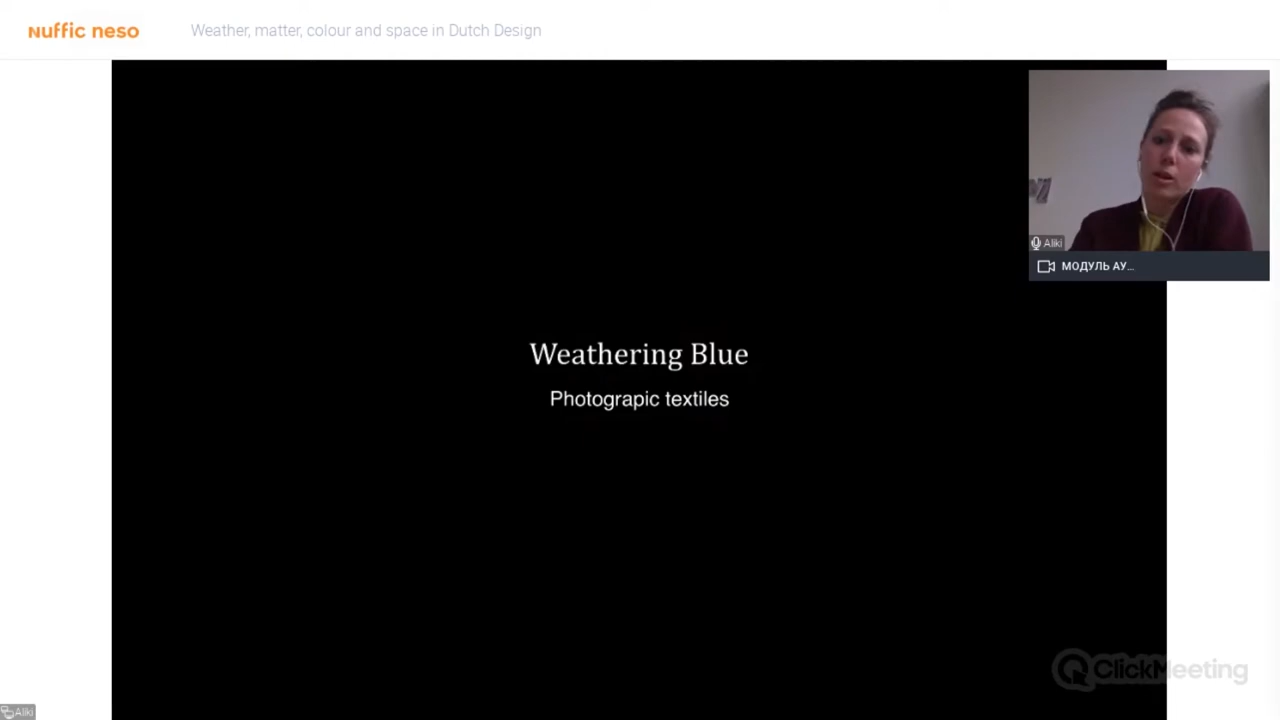 nuffic neso
Weather, matter, colour and space in Dutch Design
Aliki
МОДУЛЬ АУ...
Weathering Blue
Photograpic textiles
ClickMeeting
Aliki